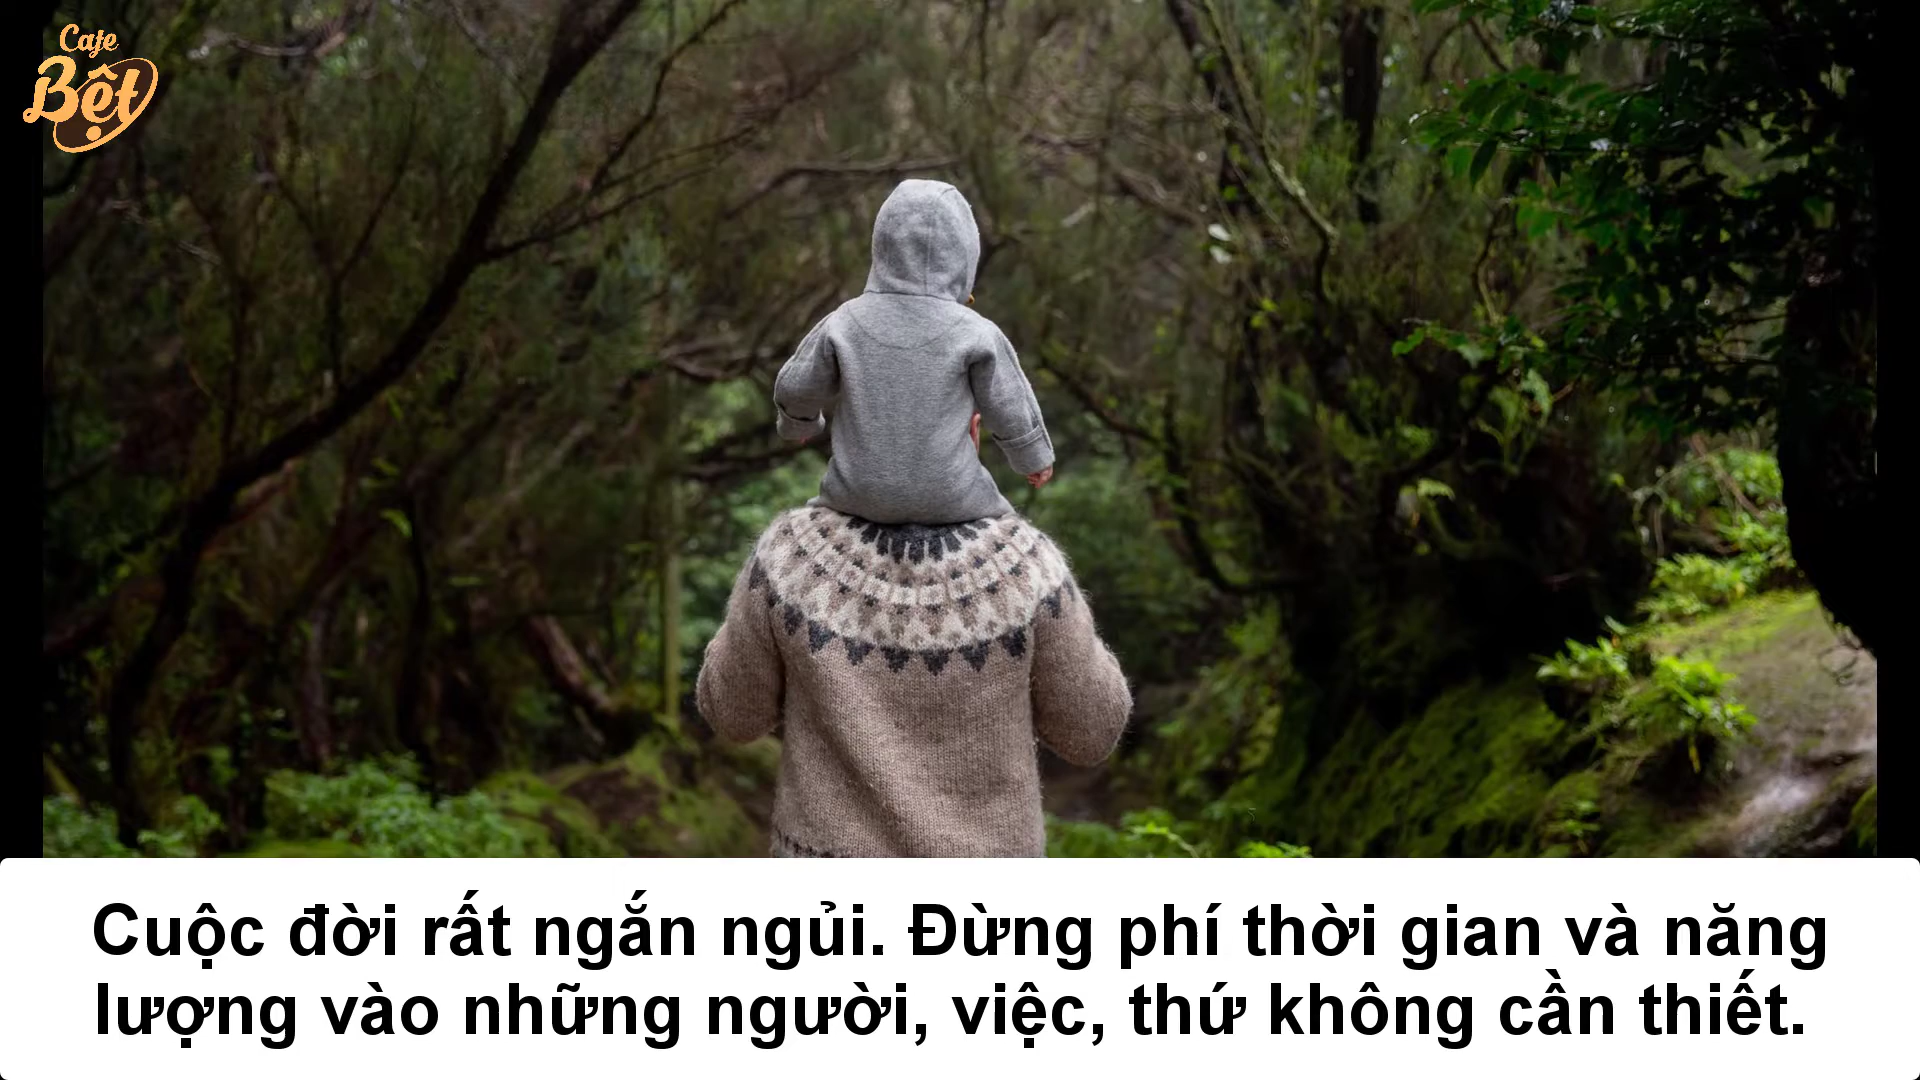 Cafe
Bệt
Cuộc đời rất ngắn ngủi. Đừng phí thời gian và năng
lượng vào những người, việc, thứ không cần thiết.